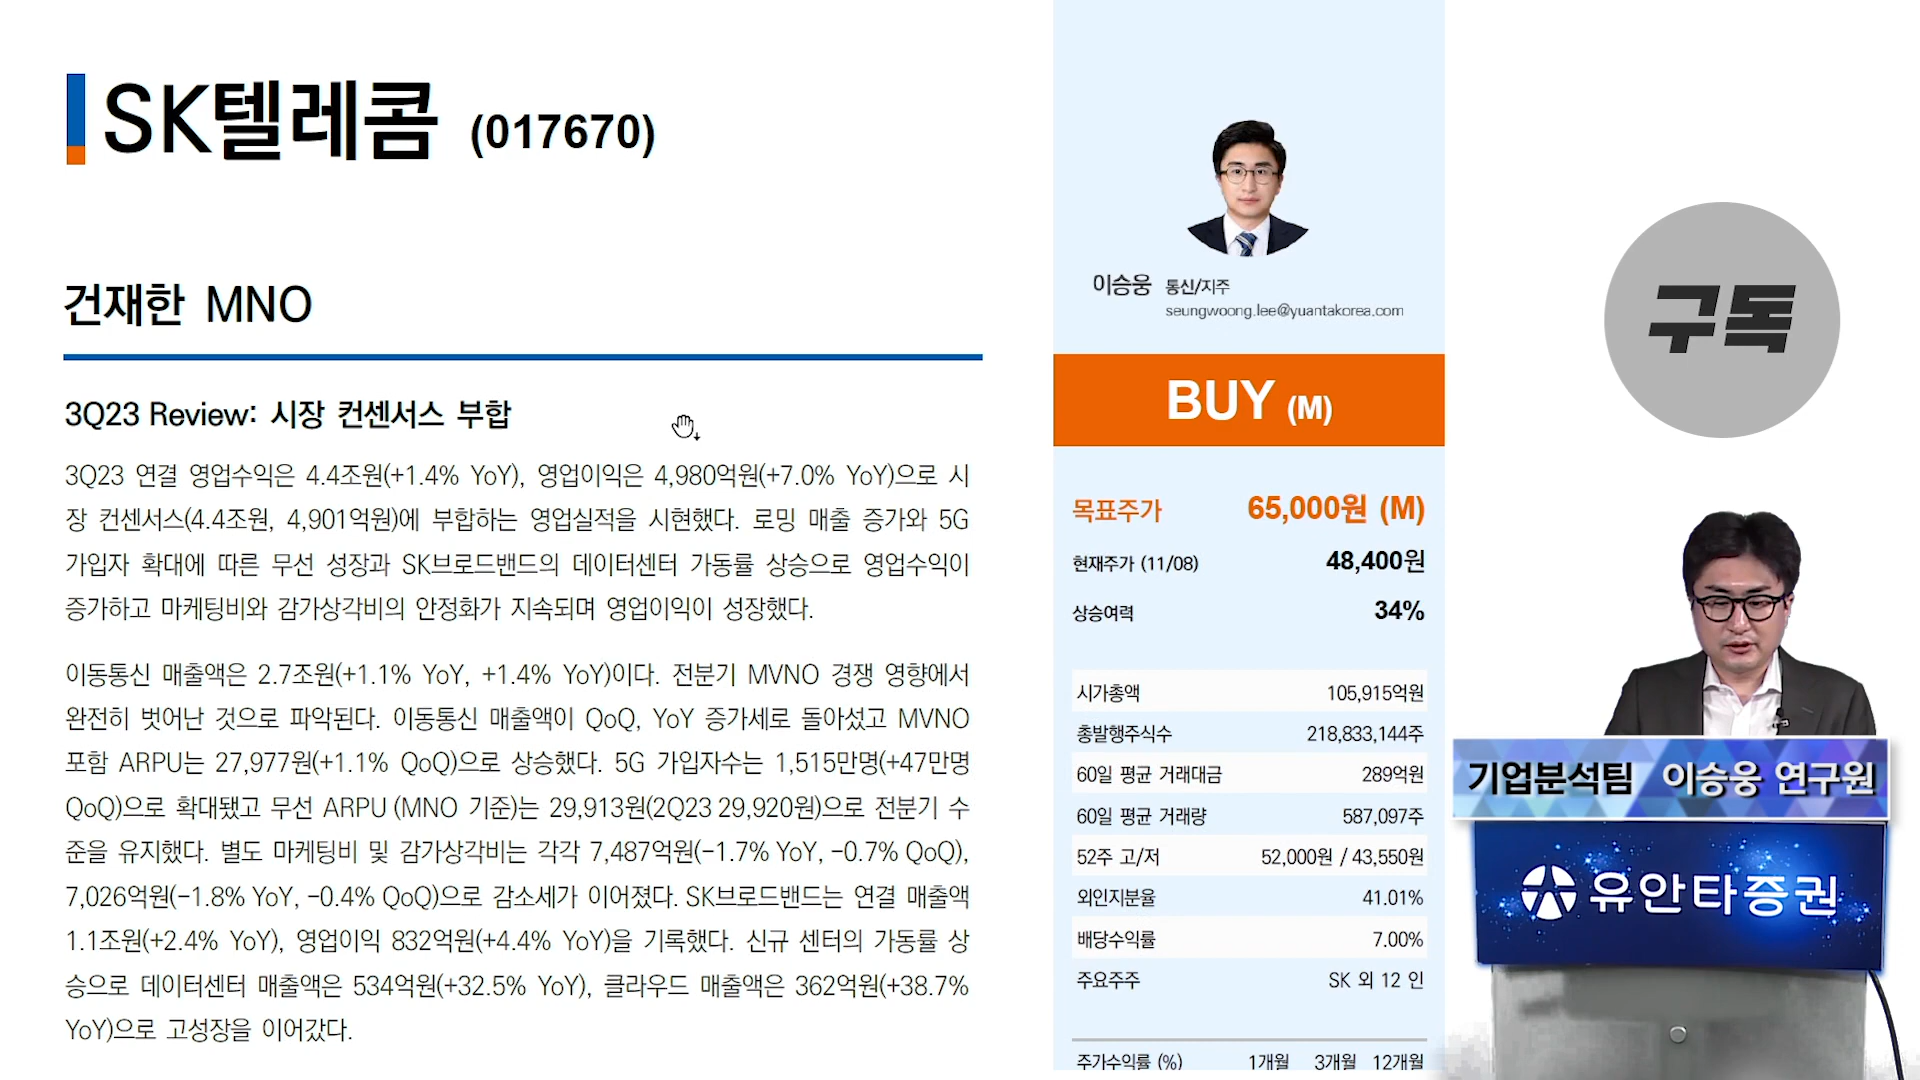 SK텔레콤 (017670)
건재한 MNO
3Q23 Review: 시장 컨센서스 부합
3Q23 연결 영업수익은 4.4조원(+1.4% YoY), 영업이익은 4,980억원(+7.0% YoY)으로 시
장 컨센서스(4.4조원, 4,901억원)에 부합하는 영업실적을 시현했다. 로밍 매출 증가와 5G
가입자 확대에 따른 무선 성장과 SK브로드밴드의 데이터센터 가동률 상승으로 영업수익이
증가하고 마케팅비와 감가상각비의 안정화가 지속되며 영업이익이 성장했다.
이동통신 매출액은 2.7조원(+1.1% YoY, +1.4% YoY)이다. 전분기 MVNO 경쟁 영향에서
완전히 벗어난 것으로 파악된다. 이동통신 매출액이 QoQ, YoY 증가세로 돌아섰고 MVNO
포함 ARPU는 27,977원(+1.1% QoQ)으로 상승했다. 5G 가입자수는 1,515만명(+47만명
QoQ)으로 확대됐고 무선 ARPU(MNO 기준)는 29,913원(2Q23 29,920원)으로 전분기 수
준을 유지했다. 별도 마케팅비 및 감가상각비는 각각 7,487억원(-1.7% YoY, -0.7% QoQ),
7,026억원(-1.8% YoY, -0.4% QoQ)으로 감소세가 이어졌다. SK브로드밴드는 연결 매출액
1.1조원(+2.4% YoY), 영업이익 832억원(+4.4% YoY)을 기록했다. 신규 센터의 가동률 상
승으로 데이터센터 매출액은 534억원(+32.5% YoY), 클라우드 매출액은 362억원(+38.7%
YoY)으로 고성장을 이어갔다.
이승웅 통신/지주
seungwoong.lee@yuantakorea.com
BUY (M)
목표주가 65,000원 (M)
현재주가 (11/08) 48,400원
상승여력 34%
시가총액 105,915억원
총발행주식수 218,833,144주
60일 평균 거래대금 289억원
60일 평균 거래량 587,097주
52주 고/저 52,000원 / 43,550원
외인지분율 41.01%
배당수익률 7.00%
주요주주 SK 외 12 인
주가수익률 (%) 1개월 3개월 12개월
구독
기업분석팀 이승웅 연구원
유안타증권